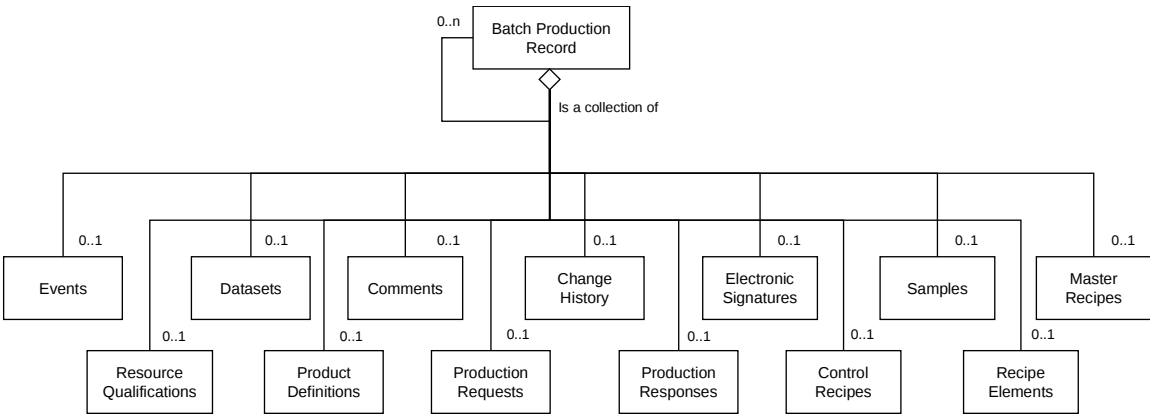 0..n
Batch Production
Record
Is a collection of
0..1
0..1
0..1
0..1
0..1
0..1
0..1
Events
Datasets
Comments
Change
History
Electronic
Signatures
Samples
Master
Recipes
0..1
0..1
0..1
0..1
0..1
0..1
Resource
Qualifications
Product
Definitions
Production
Requests
Production
Responses
Control
Recipes
Recipe
Elements